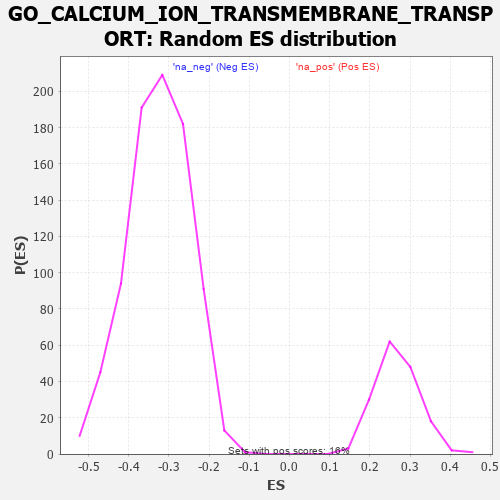 GO_CALCIUM_ION_TRANSMEMBRANE_TRANSP
ORT: Random ES distribution
'na_neg' (Neg ES) 'na_pos' (Pos ES)
200
180
160
140
120
100
80
60
40
20
0
P(ES)
Sets with pos scores: 16%
-0.5 -0.4 -0.3 -0.2 -0.1 0.0 0.1 0.2 0.3 0.4 0.5
ES